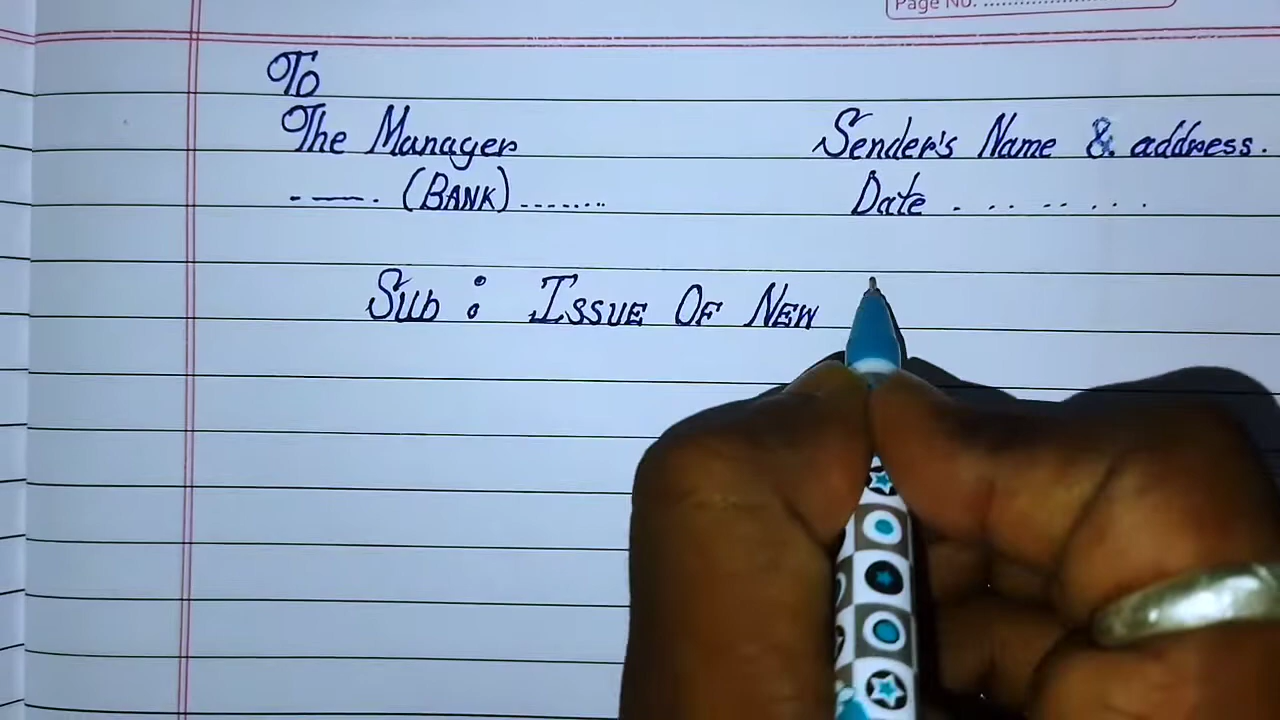 Page No. ........................
To
The Manager
Sender's Name & address.
- —— . (BANK) ........
Date . . . . . . . .
Sub : ISSUE OF NEW